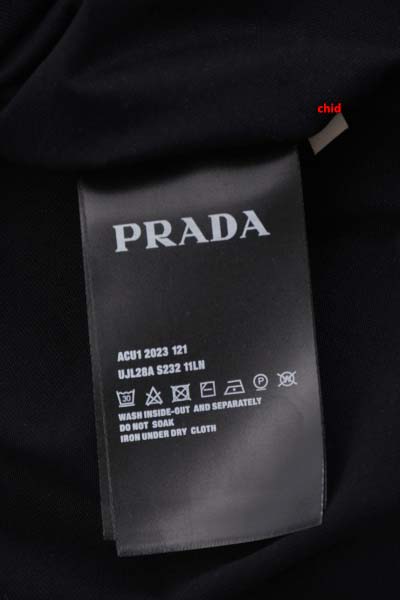 chid
PRADA
ACU1 2023 121
UJL28A S232 11LN
30
P
W
WASH INSIDE-OUT AND SEPARATELY
DO NOT SOAK
IRON UNDER DRY CLOTH